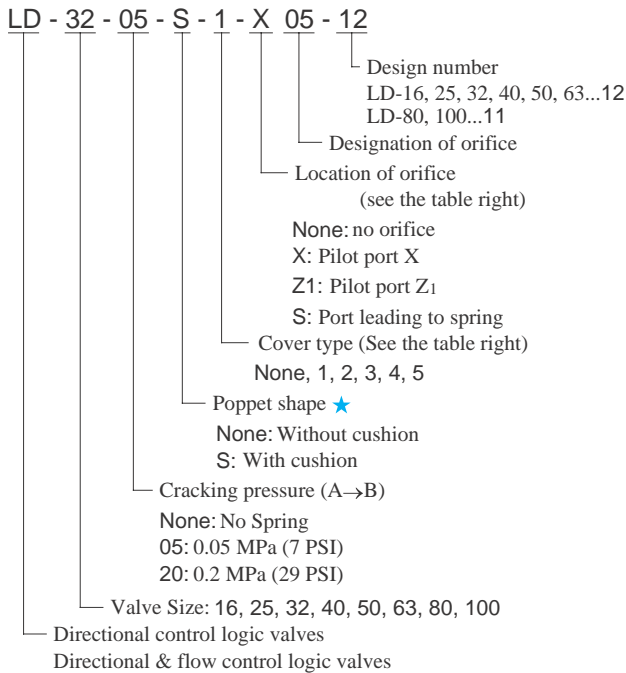 LD - 32 - 05 - S - 1 - X 05 - 12
Design number
LD-16, 25, 32, 40, 50, 63...12
LD-80, 100...11
Designation of orifice
Location of orifice
(see the table right)
None: no orifice
X: Pilot port X
Z1: Pilot port Z1
S: Port leading to spring
Cover type (See the table right)
None, 1, 2, 3, 4, 5
Poppet shape ★
None: Without cushion
S: With cushion
Cracking pressure (A→B)
None: No Spring
05: 0.05 MPa (7 PSI)
20: 0.2 MPa (29 PSI)
Valve Size: 16, 25, 32, 40, 50, 63, 80, 100
Directional control logic valves
Directional & flow control logic valves